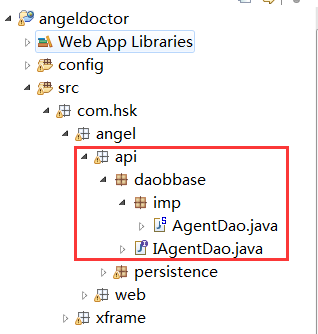 angeldoctor
Web App Libraries
config
src
com.hsk
angel
api
daobbase
imp
AgentDao.java
IAgentDao.java
persistence
web
xframe